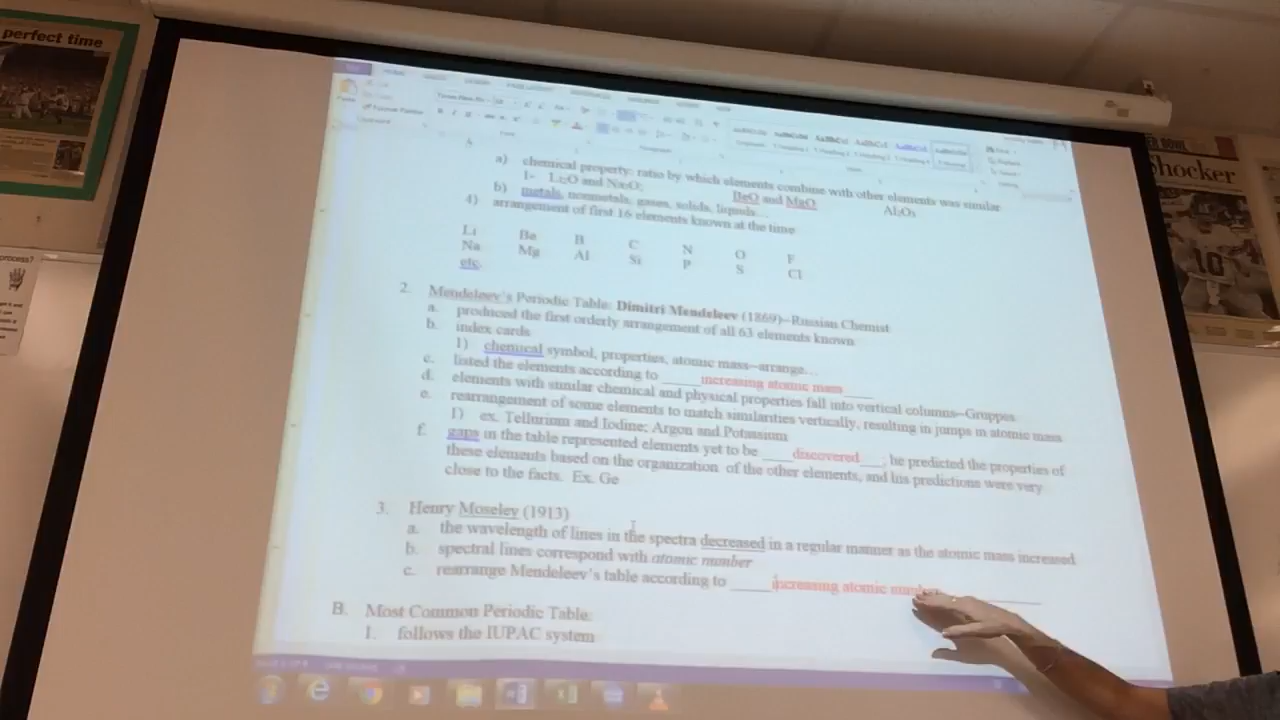 perfect time
Shocker
10
process?
a) chemical property: ratio by which elements combine with other elements was similar
1- Li₂O and Na₂O; BeO and MgO Al₂O₃
b) metals, nonmetals, gases, solids, liquids...
4) arrangement of first 16 elements known at the time
Li Be B C N O F
Na Mg Al Si P S Cl
etc.
2. Mendeleev's Periodic Table: Dimitri Mendeleev (1869)–Russian Chemist
a. produced the first orderly arrangement of all 63 elements known
b. index cards
1) chemical symbol, properties, atomic mass–arrange...
c. listed the elements according to ____increasing atomic mass____
d. elements with similar chemical and physical properties fall into vertical columns–Gruppes
e. rearrangement of some elements to match similarities vertically, resulting in jumps in atomic mass
1) ex. Tellurium and Iodine; Argon and Potassium
f. gaps in the table represented elements yet to be ____discovered___; he predicted the properties of
these elements based on the organization of the other elements, and his predictions were very
close to the facts. Ex. Ge
3. Henry Moseley (1913)
a. the wavelength of lines in the spectra decreased in a regular manner as the atomic mass increased
b. spectral lines correspond with atomic number
c. rearrange Mendeleev's table according to _____increasing atomic number
B. Most Common Periodic Table:
1. follows the IUPAC system